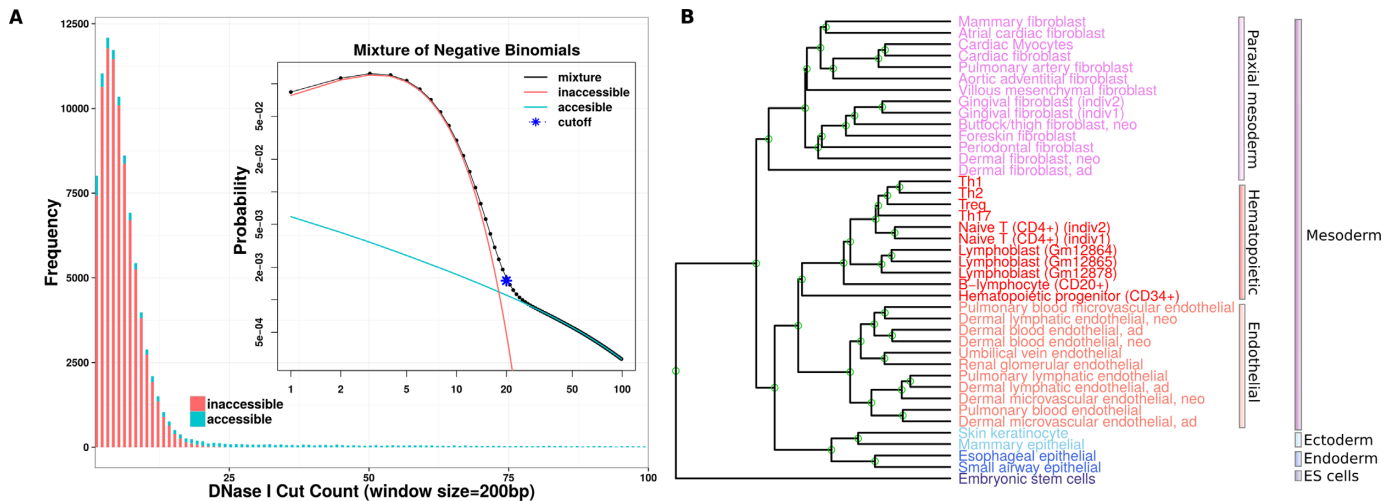 A
12500
10000
7500
5000
2500
0
Frequency
25
50
75
100
DNase I Cut Count (window size=200bp)
inaccessible
accessible
Mixture of Negative Binomials
mixture
inaccessible
accesible
cutoff
Probability
5e-02
2e-02
5e-03
2e-03
5e-04
1
2
5
10
20
50
100
B
Mammary fibroblast
Atrial cardiac fibroblast
Cardiac Myocytes
Cardiac fibroblast
Pulmonary artery fibroblast
Aortic adventitial fibroblast
Villous mesenchymal fibroblast
Gingival fibroblast (indiv2)
Gingival fibroblast (indiv1)
Buttock/thigh fibroblast, neo
Foreskin fibroblast
Periodontal fibroblast
Dermal fibroblast, neo
Dermal fibroblast, ad
Th1
Th2
Treg
Th17
Naive T (CD4+) (indiv2)
Naive T (CD4+) (indiv1)
Lymphoblast (Gm12864)
Lymphoblast (Gm12865)
Lymphoblast (Gm12878)
B-lymphocyte (CD20+)
Hematopoietic progenitor (CD34+)
Pulmonary blood microvascular endothelial
Dermal lymphatic endothelial, neo
Dermal blood endothelial, ad
Dermal blood endothelial, neo
Umbilical vein endothelial
Renal glomerular endothelial
Pulmonary lymphatic endothelial
Dermal lymphatic endothelial, ad
Dermal microvascular endothelial, neo
Pulmonary blood endothelial
Dermal microvascular endothelial, ad
Skin keratinocyte
Mammary epithelial
Esophageal epithelial
Small airway epithelial
Embryonic stem cells
Paraxial mesoderm
Hematopoietic
Endothelial
Mesoderm
Ectoderm
Endoderm
ES cells